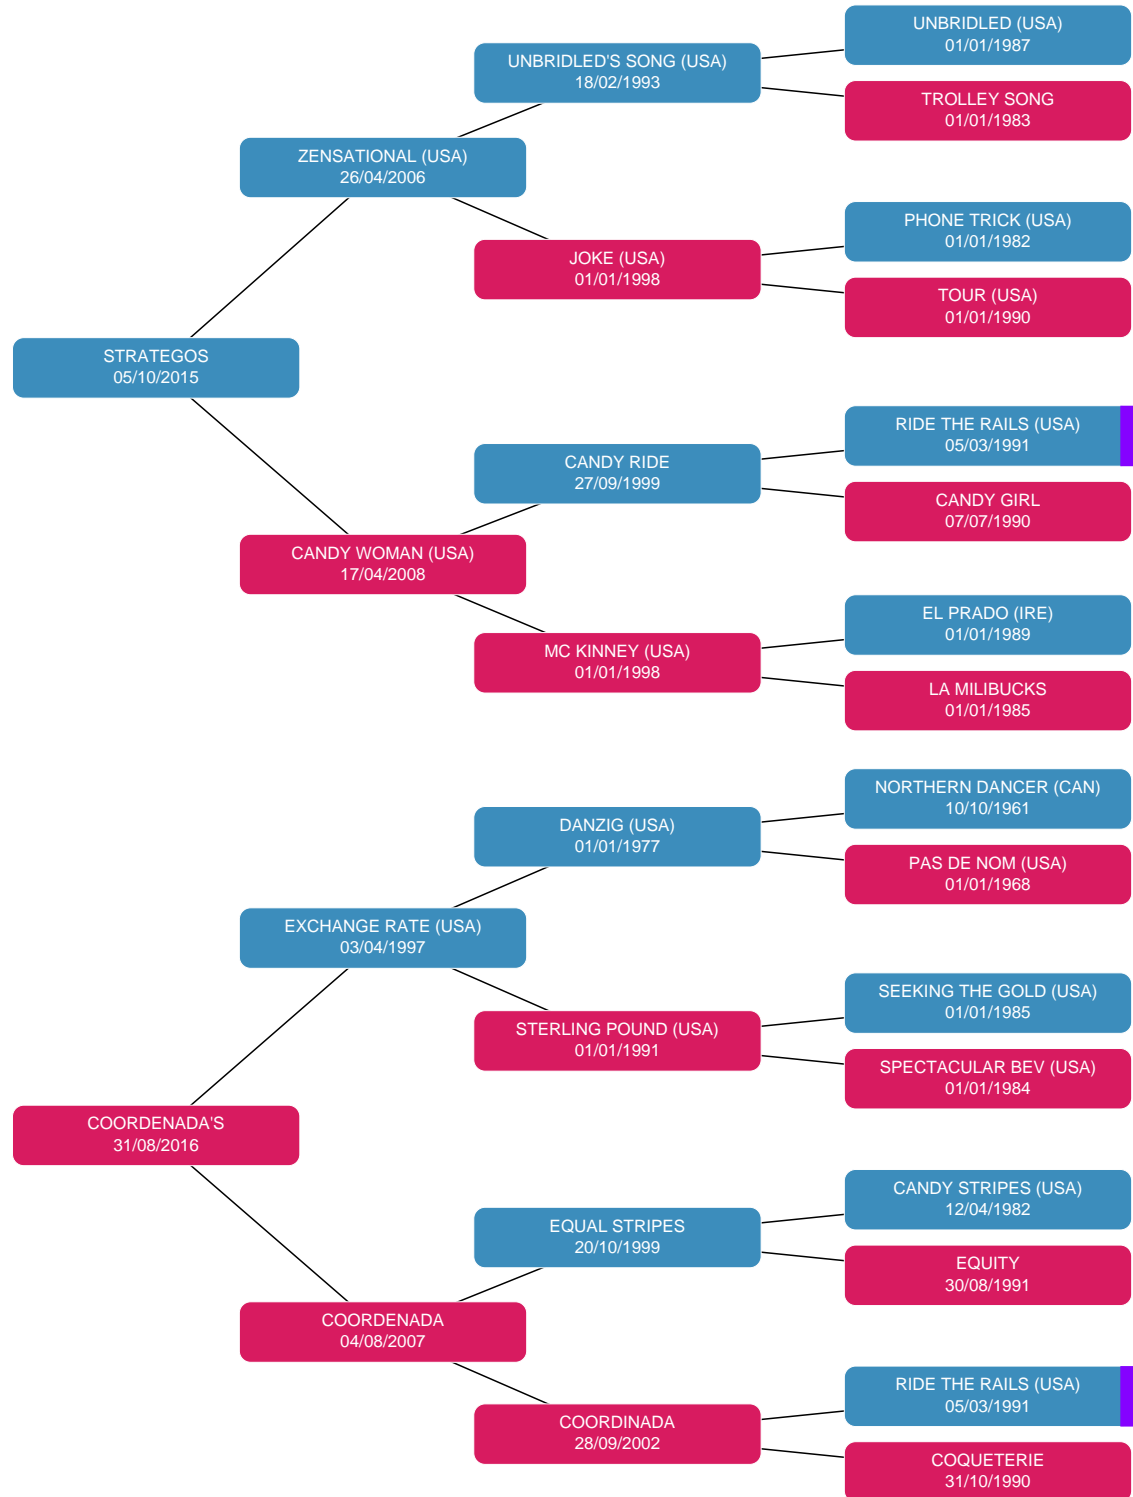 UNBRIDLED (USA)
01/01/1987
UNBRIDLED'S SONG (USA)
18/02/1993
TROLLEY SONG
01/01/1983
ZENSATIONAL (USA)
26/04/2006
PHONE TRICK (USA)
01/01/1982
JOKE (USA)
01/01/1998
TOUR (USA)
01/01/1990
STRATEGOS
05/10/2015
RIDE THE RAILS (USA)
05/03/1991
CANDY RIDE
27/09/1999
CANDY GIRL
07/07/1990
CANDY WOMAN (USA)
17/04/2008
EL PRADO (IRE)
01/01/1989
MC KINNEY (USA)
01/01/1998
LA MILIBUCKS
01/01/1985
NORTHERN DANCER (CAN)
10/10/1961
DANZIG (USA)
01/01/1977
PAS DE NOM (USA)
01/01/1968
EXCHANGE RATE (USA)
03/04/1997
SEEKING THE GOLD (USA)
01/01/1985
STERLING POUND (USA)
01/01/1991
SPECTACULAR BEV (USA)
01/01/1984
COORDENADA'S
31/08/2016
CANDY STRIPES (USA)
12/04/1982
EQUAL STRIPES
20/10/1999
EQUITY
30/08/1991
COORDENADA
04/08/2007
RIDE THE RAILS (USA)
05/03/1991
COORDINADA
28/09/2002
COQUETERIE
31/10/1990